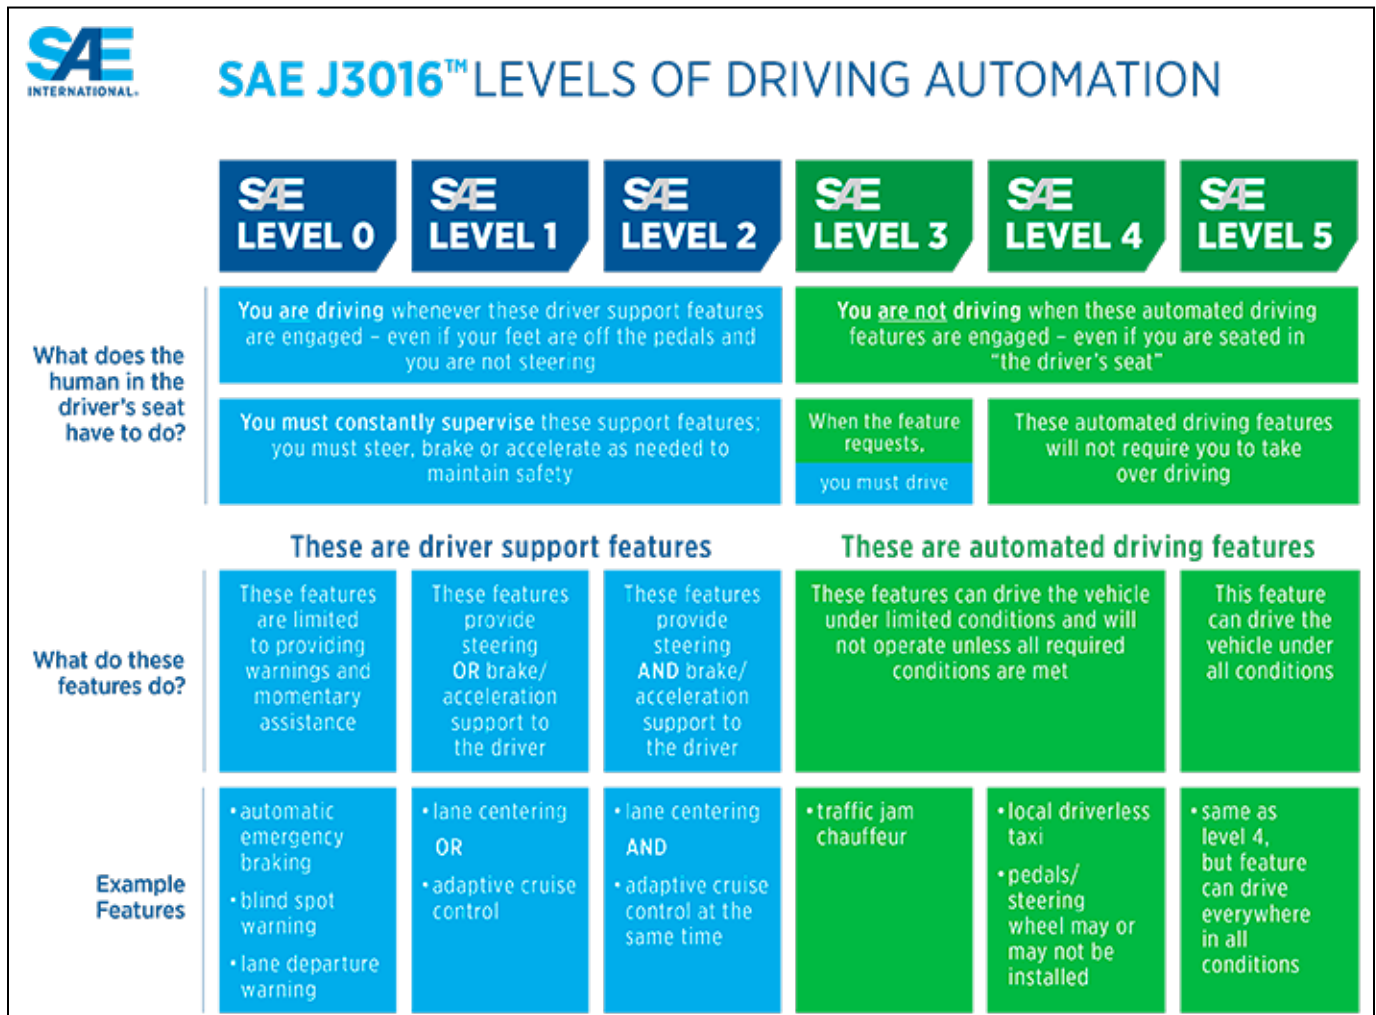 SAE
INTERNATIONAL®
SAE J3016™ LEVELS OF DRIVING AUTOMATION
SAE
LEVEL 0
SAE
LEVEL 1
SAE
LEVEL 2
SAE
LEVEL 3
SAE
LEVEL 4
SAE
LEVEL 5
What does the
human in the
driver's seat
have to do?
You are driving whenever these driver support features
are engaged – even if your feet are off the pedals and
you are not steering
You are not driving when these automated driving
features are engaged – even if you are seated in
"the driver's seat"
You must constantly supervise these support features;
you must steer, brake or accelerate as needed to
maintain safety
When the feature
requests,
you must drive
These automated driving features
will not require you to take
over driving
These are driver support features
These are automated driving features
What do these
features do?
These features
are limited
to providing
warnings and
momentary
assistance
These features
provide
steering
OR brake/
acceleration
support to
the driver
These features
provide
steering
AND brake/
acceleration
support to
the driver
These features can drive the vehicle
under limited conditions and will
not operate unless all required
conditions are met
This feature
can drive the
vehicle under
all conditions
Example
Features
• automatic
emergency
braking
• blind spot
warning
• lane departure
warning
• lane centering
OR
• adaptive cruise
control
• lane centering
AND
• adaptive cruise
control at the
same time
• traffic jam
chauffeur
• local driverless
taxi
• pedals/
steering
wheel may or
may not be
installed
• same as
level 4,
but feature
can drive
everywhere
in all
conditions